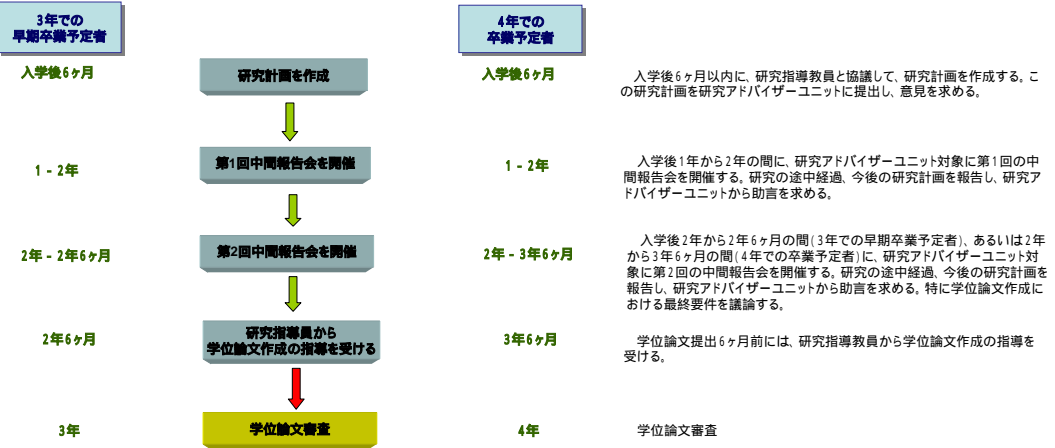 3年での
早期卒業予定者
4年での
卒業予定者
入学後6ヶ月
研究計画を作成
入学後6ヶ月
入学後6ヶ月以内に、研究指導教員と協議して、研究計画を作成する。こ
の研究計画を研究アドバイザーユニットに提出し、意見を求める。
1 - 2年
第1回中間報告会を開催
1 - 2年
入学後1年から2年の間に、研究アドバイザーユニット対象に第1回の中
間報告会を開催する。研究の途中経過、今後の研究計画を報告し、研究ア
ドバイザーユニットから助言を求める。
2年 - 2年6ヶ月
第2回中間報告会を開催
2年 - 3年6ヶ月
入学後2年から2年6ヶ月の間(3年での早期卒業予定者)、あるいは2年
から3年6ヶ月の間(4年での卒業予定者)に、研究アドバイザーユニット対
象に第2回の中間報告会を開催する。研究の途中経過、今後の研究計画を
報告し、研究アドバイザーユニットから助言を求める。特に学位論文作成に
おける最終要件を議論する。
2年6ヶ月
研究指導員から
学位論文作成の指導を受ける
3年6ヶ月
学位論文提出6ヶ月前には、研究指導教員から学位論文作成の指導を
受ける。
3年
学位論文審査
4年
学位論文審査